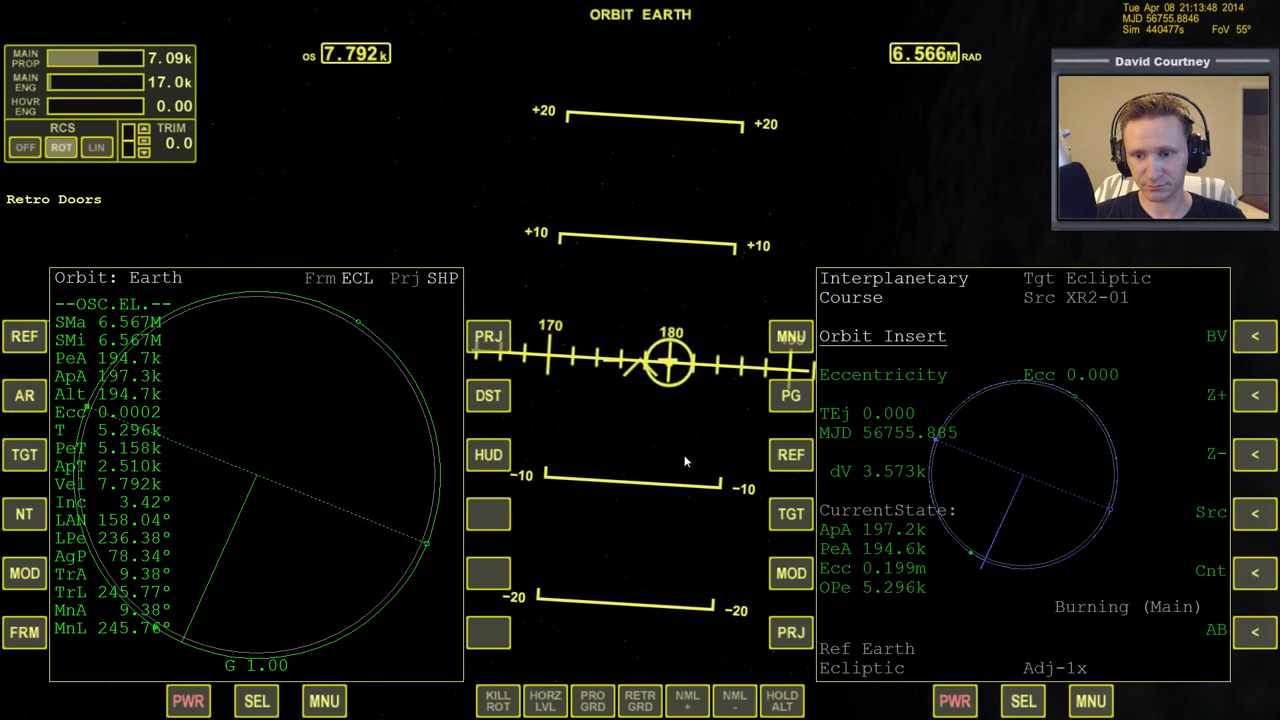 ORBIT EARTH
Tue Apr 08 21:13:48 2014
MJD 56755.8846
Sim 440477s FoV 55°
MAIN PROP 7.09k
MAIN ENG 17.0k
HOVR ENG 0.00
RCS TRIM
OFF ROT LIN 0.0
OS 7.792k
6.566M RAD
David Courtney
Retro Doors
+20 +20
+10 +10
170 180
-10 -10
-20 -20
Orbit: Earth Frm ECL Prj SHP
--OSC.EL.--
SMa 6.567M
SMi 6.567M
PeA 194.7k
ApA 197.3k
Alt 194.7k
Ecc 0.0002
T 5.296k
PeT 5.158k
ApT 2.510k
Vel 7.792k
Inc 3.42°
LAN 158.04°
LPe 236.38°
AgP 78.34°
TrA 9.38°
TrL 245.77°
MnA 9.38°
MnL 245.76°
G 1.00
REF
AR
TGT
NT
MOD
FRM
PRJ
DST
HUD
PWR SEL MNU
KILL ROT
HORZ LVL
PRO GRD
RETR GRD
NML +
NML -
HOLD ALT
MNU
PG
REF
TGT
MOD
PRJ
Interplanetary Tgt Ecliptic
Course Src XR2-01
Orbit Insert
Eccentricity Ecc 0.000
TEj 0.000
MJD 56755.885
dV 3.573k
CurrentState:
ApA 197.2k
PeA 194.6k
Ecc 0.199m
OPe 5.296k
Burning (Main)
Ref Earth
Ecliptic Adj-1x
BV <
Z+ <
Z- <
Src <
Cnt <
AB <
PWR SEL MNU